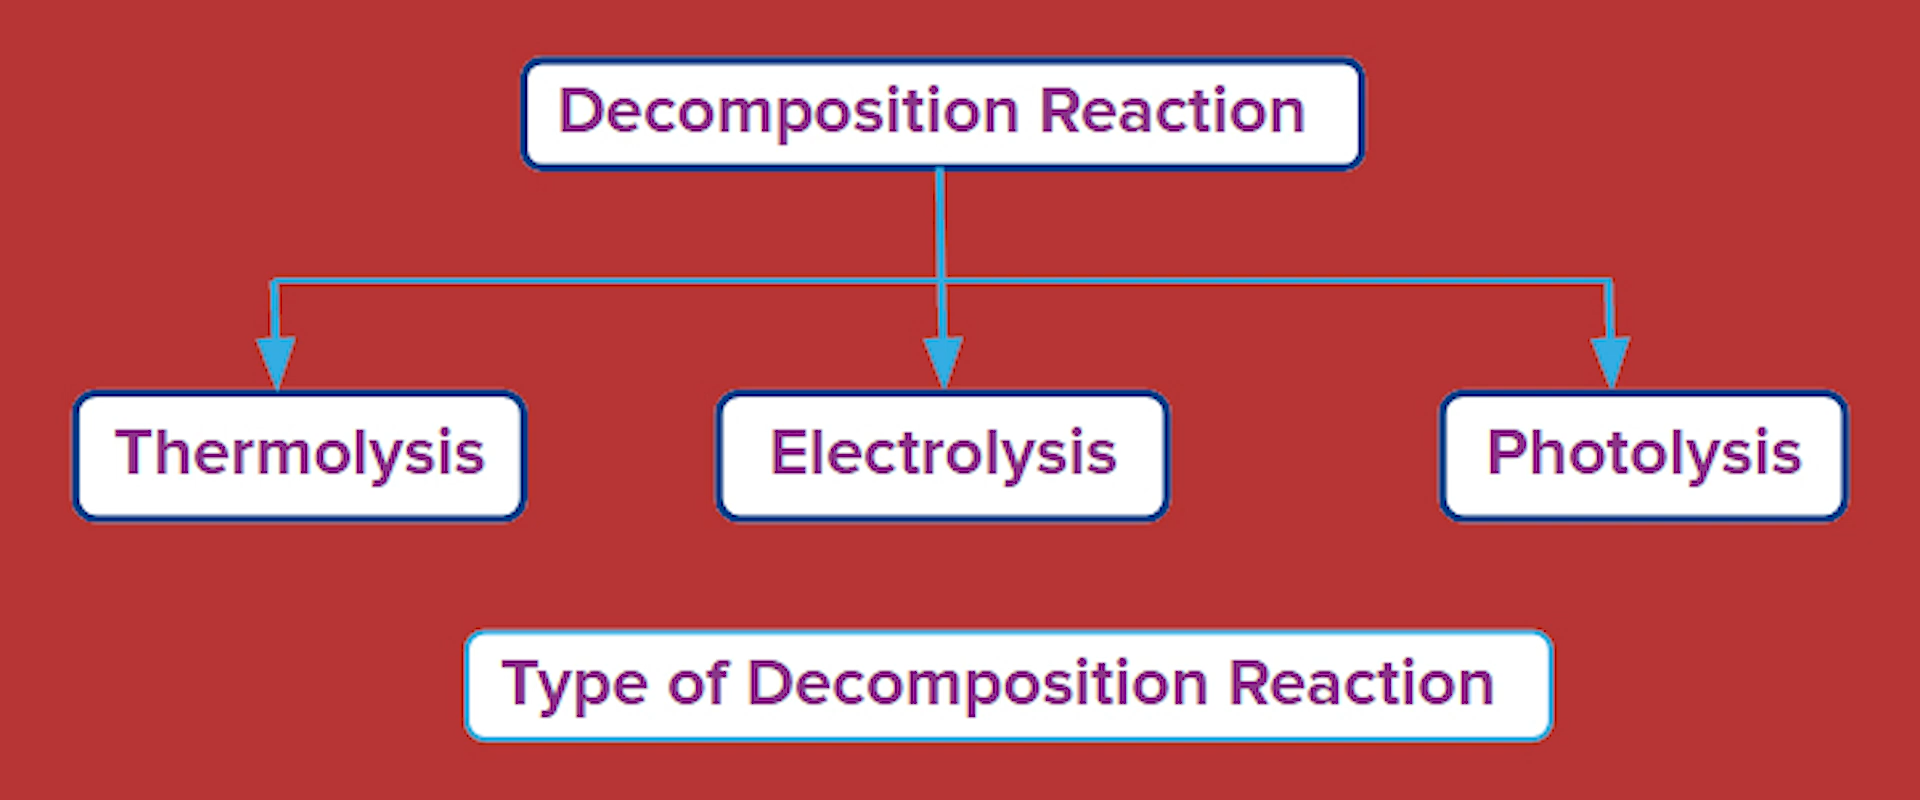 Decomposition Reaction
Thermolysis
Electrolysis
Photolysis
Type of Decomposition Reaction